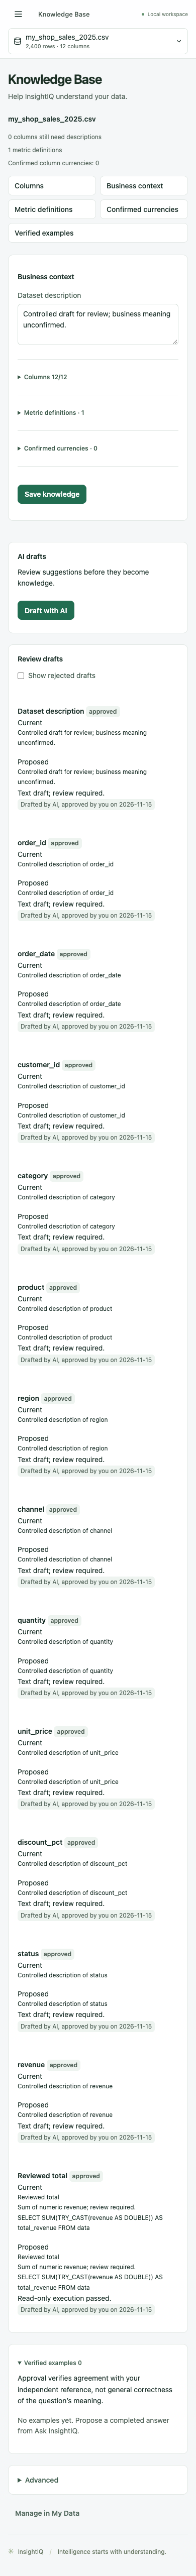 Knowledge Base
Local workspace
my_shop_sales_2025.csv
2,400 rows · 12 columns
Knowledge Base
Help InsightIQ understand your data.
my_shop_sales_2025.csv
0 columns still need descriptions
1 metric definitions
Confirmed column currencies: 0
Columns
Business context
Metric definitions
Confirmed currencies
Verified examples
Business context
Dataset description
Controlled draft for review; business meaning
unconfirmed.
Columns 12/12
Metric definitions · 1
Confirmed currencies · 0
Save knowledge
AI drafts
Review suggestions before they become
knowledge.
Draft with AI
Review drafts
Show rejected drafts
Dataset description approved
Current
Controlled draft for review; business meaning
unconfirmed.
Proposed
Controlled draft for review; business meaning
unconfirmed.
Text draft; review required.
Drafted by AI, approved by you on 2026-11-15
order_id approved
Current
Controlled description of order_id
Proposed
Controlled description of order_id
Text draft; review required.
Drafted by AI, approved by you on 2026-11-15
order_date approved
Current
Controlled description of order_date
Proposed
Controlled description of order_date
Text draft; review required.
Drafted by AI, approved by you on 2026-11-15
customer_id approved
Current
Controlled description of customer_id
Proposed
Controlled description of customer_id
Text draft; review required.
Drafted by AI, approved by you on 2026-11-15
category approved
Current
Controlled description of category
Proposed
Controlled description of category
Text draft; review required.
Drafted by AI, approved by you on 2026-11-15
product approved
Current
Controlled description of product
Proposed
Controlled description of product
Text draft; review required.
Drafted by AI, approved by you on 2026-11-15
region approved
Current
Controlled description of region
Proposed
Controlled description of region
Text draft; review required.
Drafted by AI, approved by you on 2026-11-15
channel approved
Current
Controlled description of channel
Proposed
Controlled description of channel
Text draft; review required.
Drafted by AI, approved by you on 2026-11-15
quantity approved
Current
Controlled description of quantity
Proposed
Controlled description of quantity
Text draft; review required.
Drafted by AI, approved by you on 2026-11-15
unit_price approved
Current
Controlled description of unit_price
Proposed
Controlled description of unit_price
Text draft; review required.
Drafted by AI, approved by you on 2026-11-15
discount_pct approved
Current
Controlled description of discount_pct
Proposed
Controlled description of discount_pct
Text draft; review required.
Drafted by AI, approved by you on 2026-11-15
status approved
Current
Controlled description of status
Proposed
Controlled description of status
Text draft; review required.
Drafted by AI, approved by you on 2026-11-15
revenue approved
Current
Controlled description of revenue
Proposed
Controlled description of revenue
Text draft; review required.
Drafted by AI, approved by you on 2026-11-15
Reviewed total approved
Current
Reviewed total
Sum of numeric revenue; review required.
SELECT SUM(TRY_CAST(revenue AS DOUBLE)) AS
total_revenue FROM data
Proposed
Reviewed total
Sum of numeric revenue; review required.
SELECT SUM(TRY_CAST(revenue AS DOUBLE)) AS
total_revenue FROM data
Read-only execution passed.
Drafted by AI, approved by you on 2026-11-15
Verified examples 0
Approval verifies agreement with your
independent reference, not general correctness
of the question's meaning.
No examples yet. Propose a completed answer
from Ask InsightIQ.
Advanced
Manage in My Data
InsightIQ / Intelligence starts with understanding.